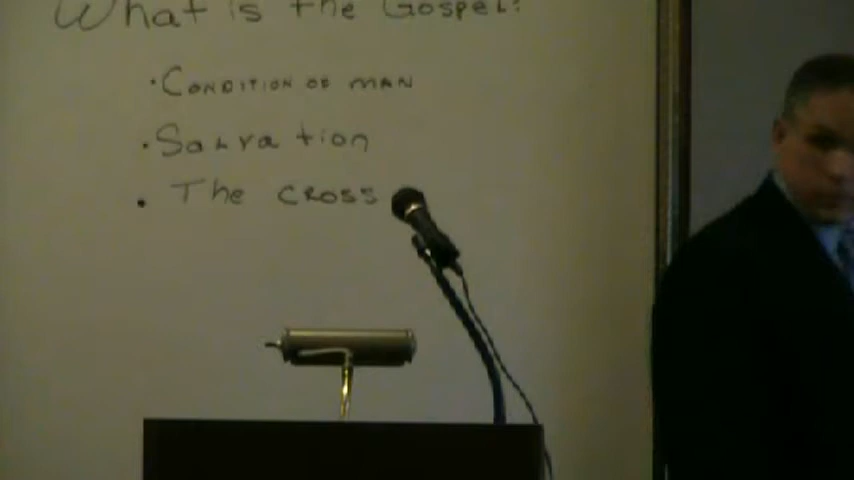 What is the Gospel?
• CONDITION OF MAN
• Salvation
• The CROSS